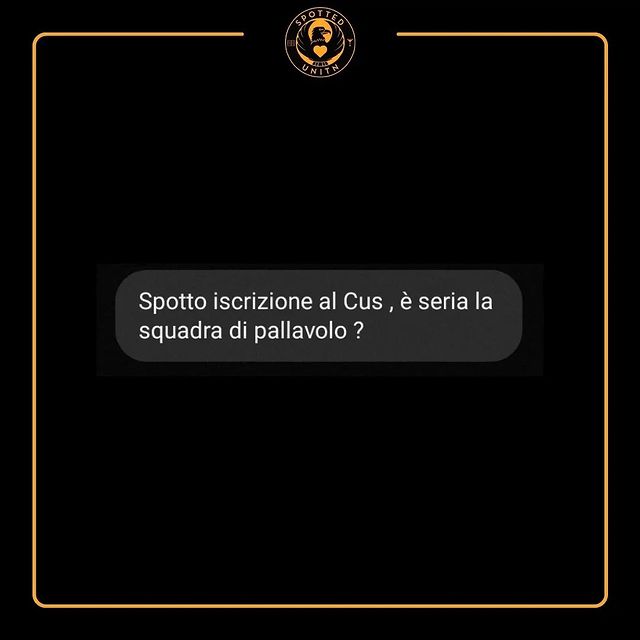 SPOTTED
UNITN
Spotto iscrizione al Cus , è seria la
squadra di pallavolo ?